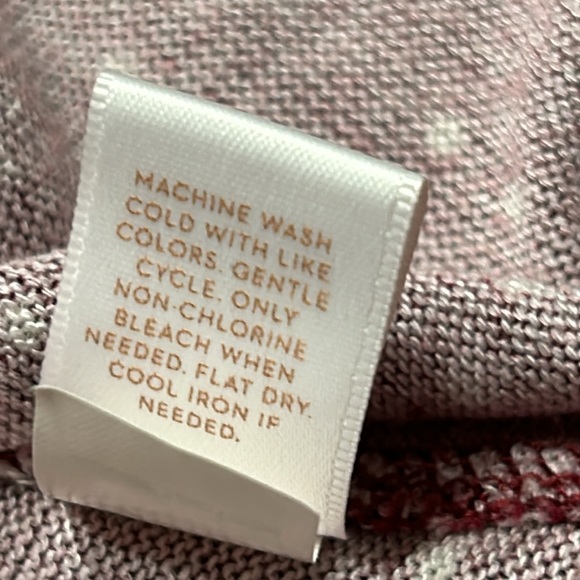 MACHINE WASH
COLD WITH LIKE
COLORS. GENTLE
CYCLE. ONLY
NON-CHLORINE
BLEACH WHEN
NEEDED. FLAT DRY.
COOL IRON IF
NEEDED.